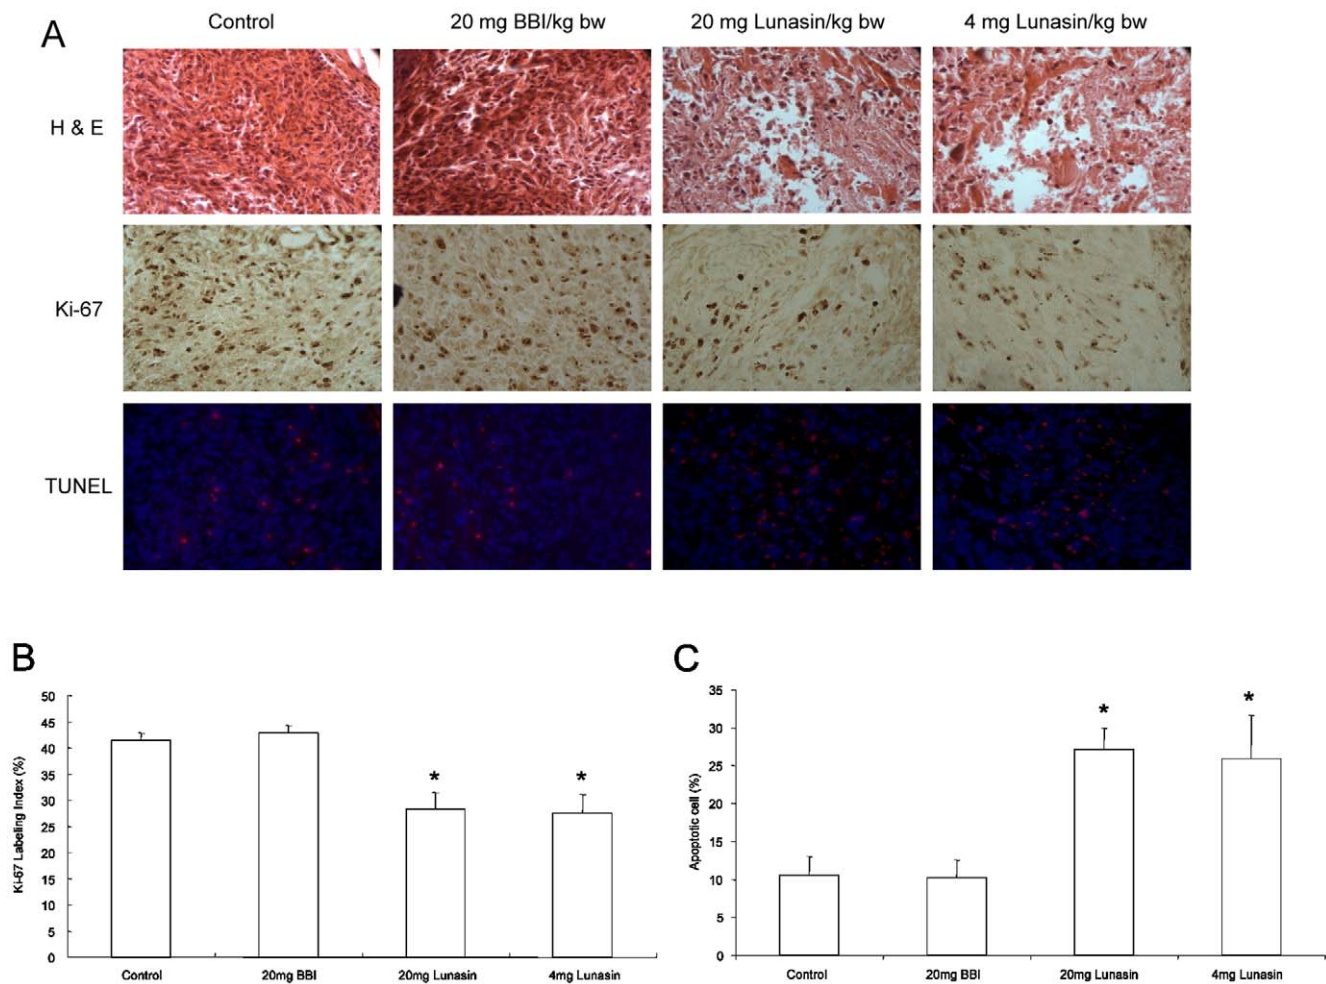 A
Control
20 mg BBI/kg bw
20 mg Lunasin/kg bw
4 mg Lunasin/kg bw
H & E
Ki-67
TUNEL
B
Ki-67 Labeling Index (%)
50
45
40
35
30
25
20
15
10
5
0
*
*
Control
20mg BBI
20mg Lunasin
4mg Lunasin
C
Apoptotic cell (%)
35
30
25
20
15
10
5
0
*
*
Control
20mg BBI
20mg Lunasin
4mg Lunasin